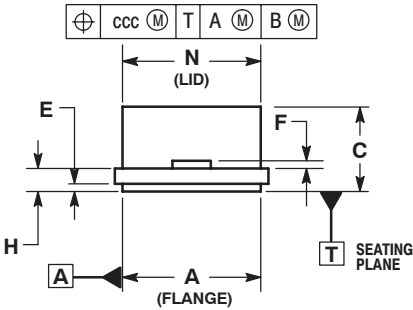 ⌖ ccc Ⓜ T A Ⓜ B Ⓜ
N
(LID)
E
F
C
H
T SEATING
PLANE
A
A
(FLANGE)